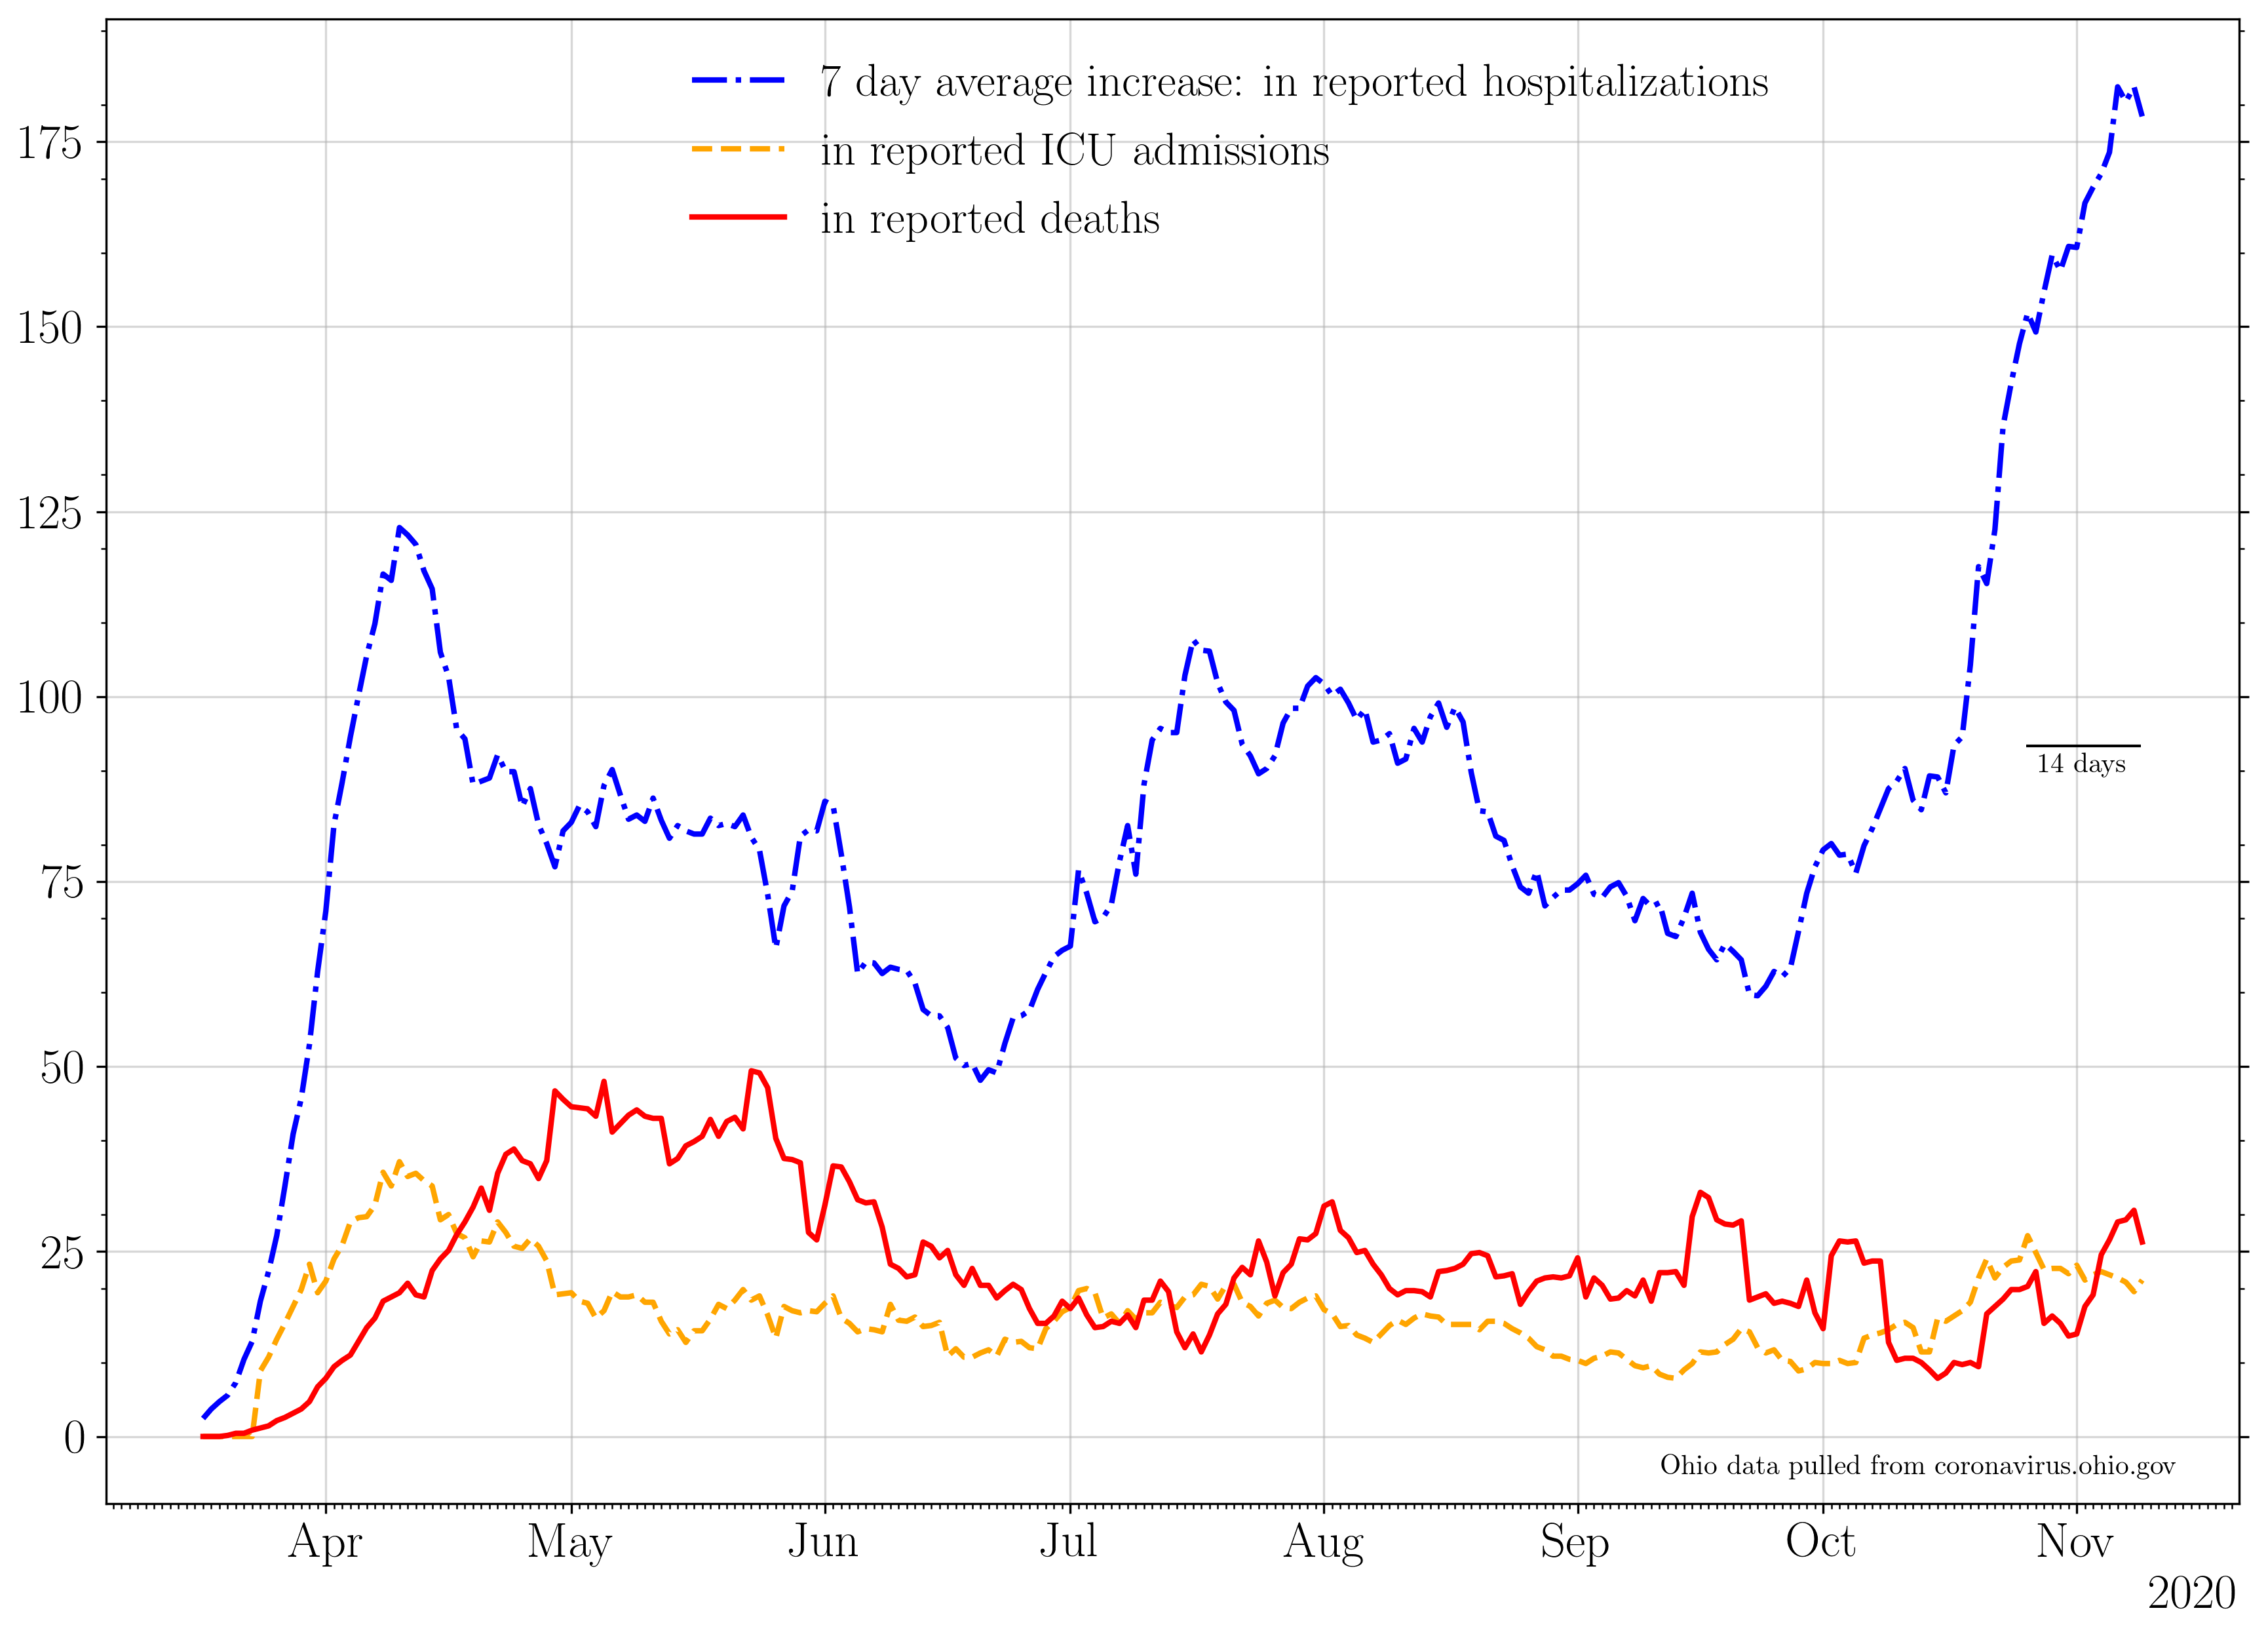 7 day average increase: in reported hospitalizations
in reported ICU admissions
in reported deaths
175
150
125
100
75
50
25
0
14 days
Ohio data pulled from coronavirus.ohio.gov
Apr May Jun Jul Aug Sep Oct Nov
2020